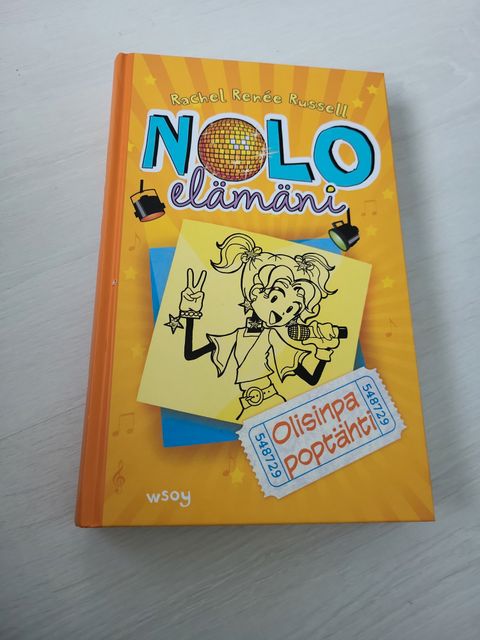 Rachel Renée Russell
NOLO
elämäni
Olisinpa
poptähti
548729
548729
wsoy